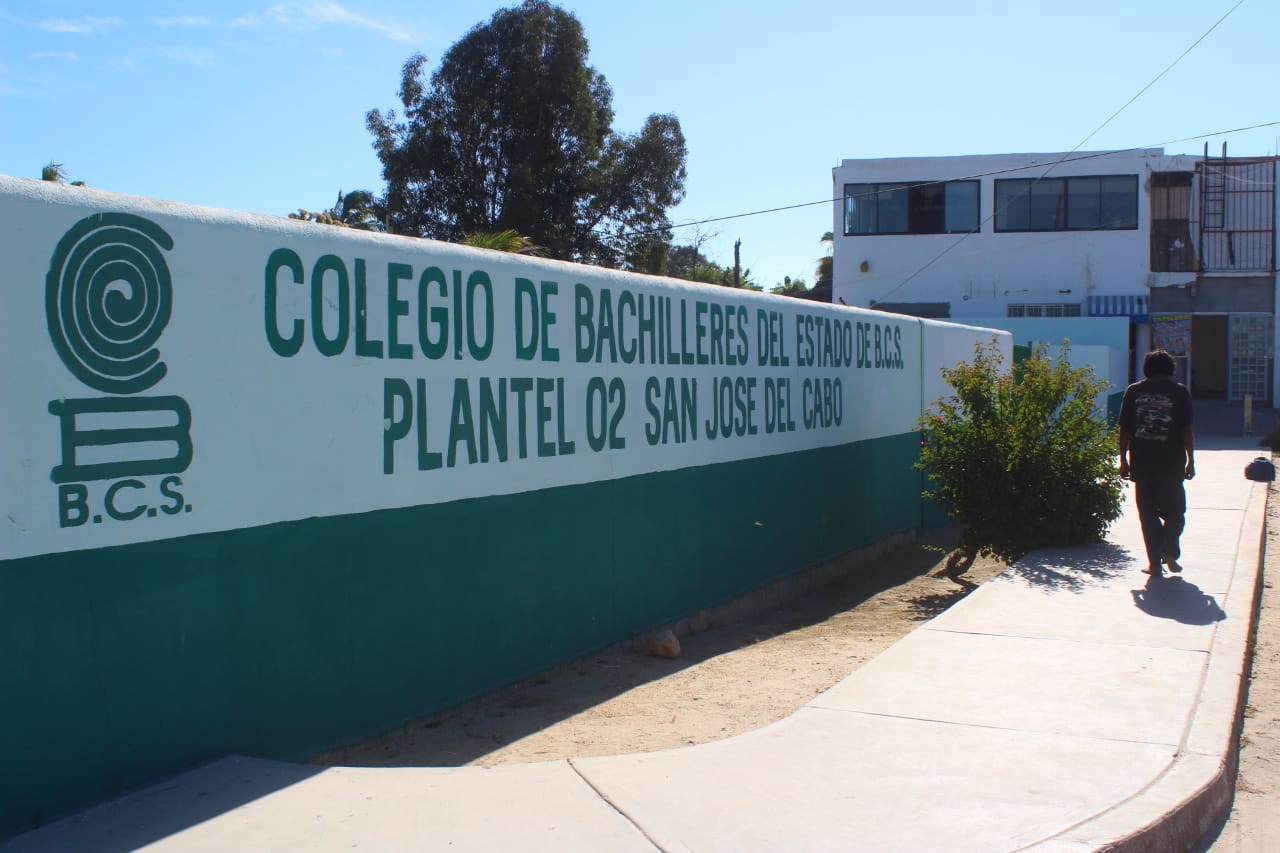 COLEGIO DE BACHILLERES DEL ESTADO DE B.C.S.
PLANTEL 02 SAN JOSE DEL CABO
B.C.S.